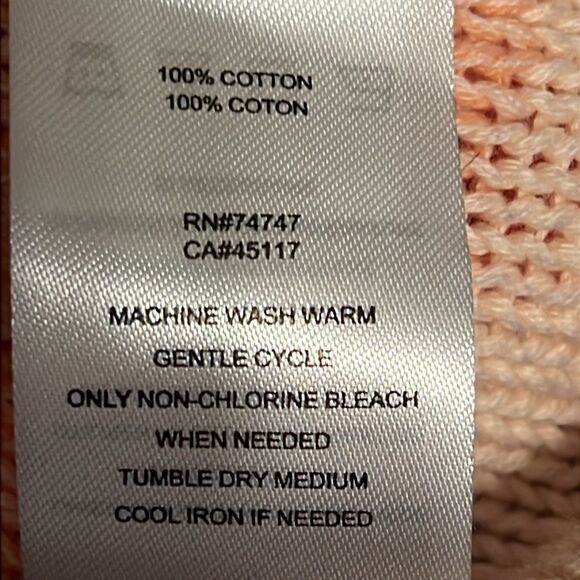 100% COTTON
100% COTON
RN#74747
CA#45117
MACHINE WASH WARM
GENTLE CYCLE
ONLY NON-CHLORINE BLEACH
WHEN NEEDED
TUMBLE DRY MEDIUM
COOL IRON IF NEEDED